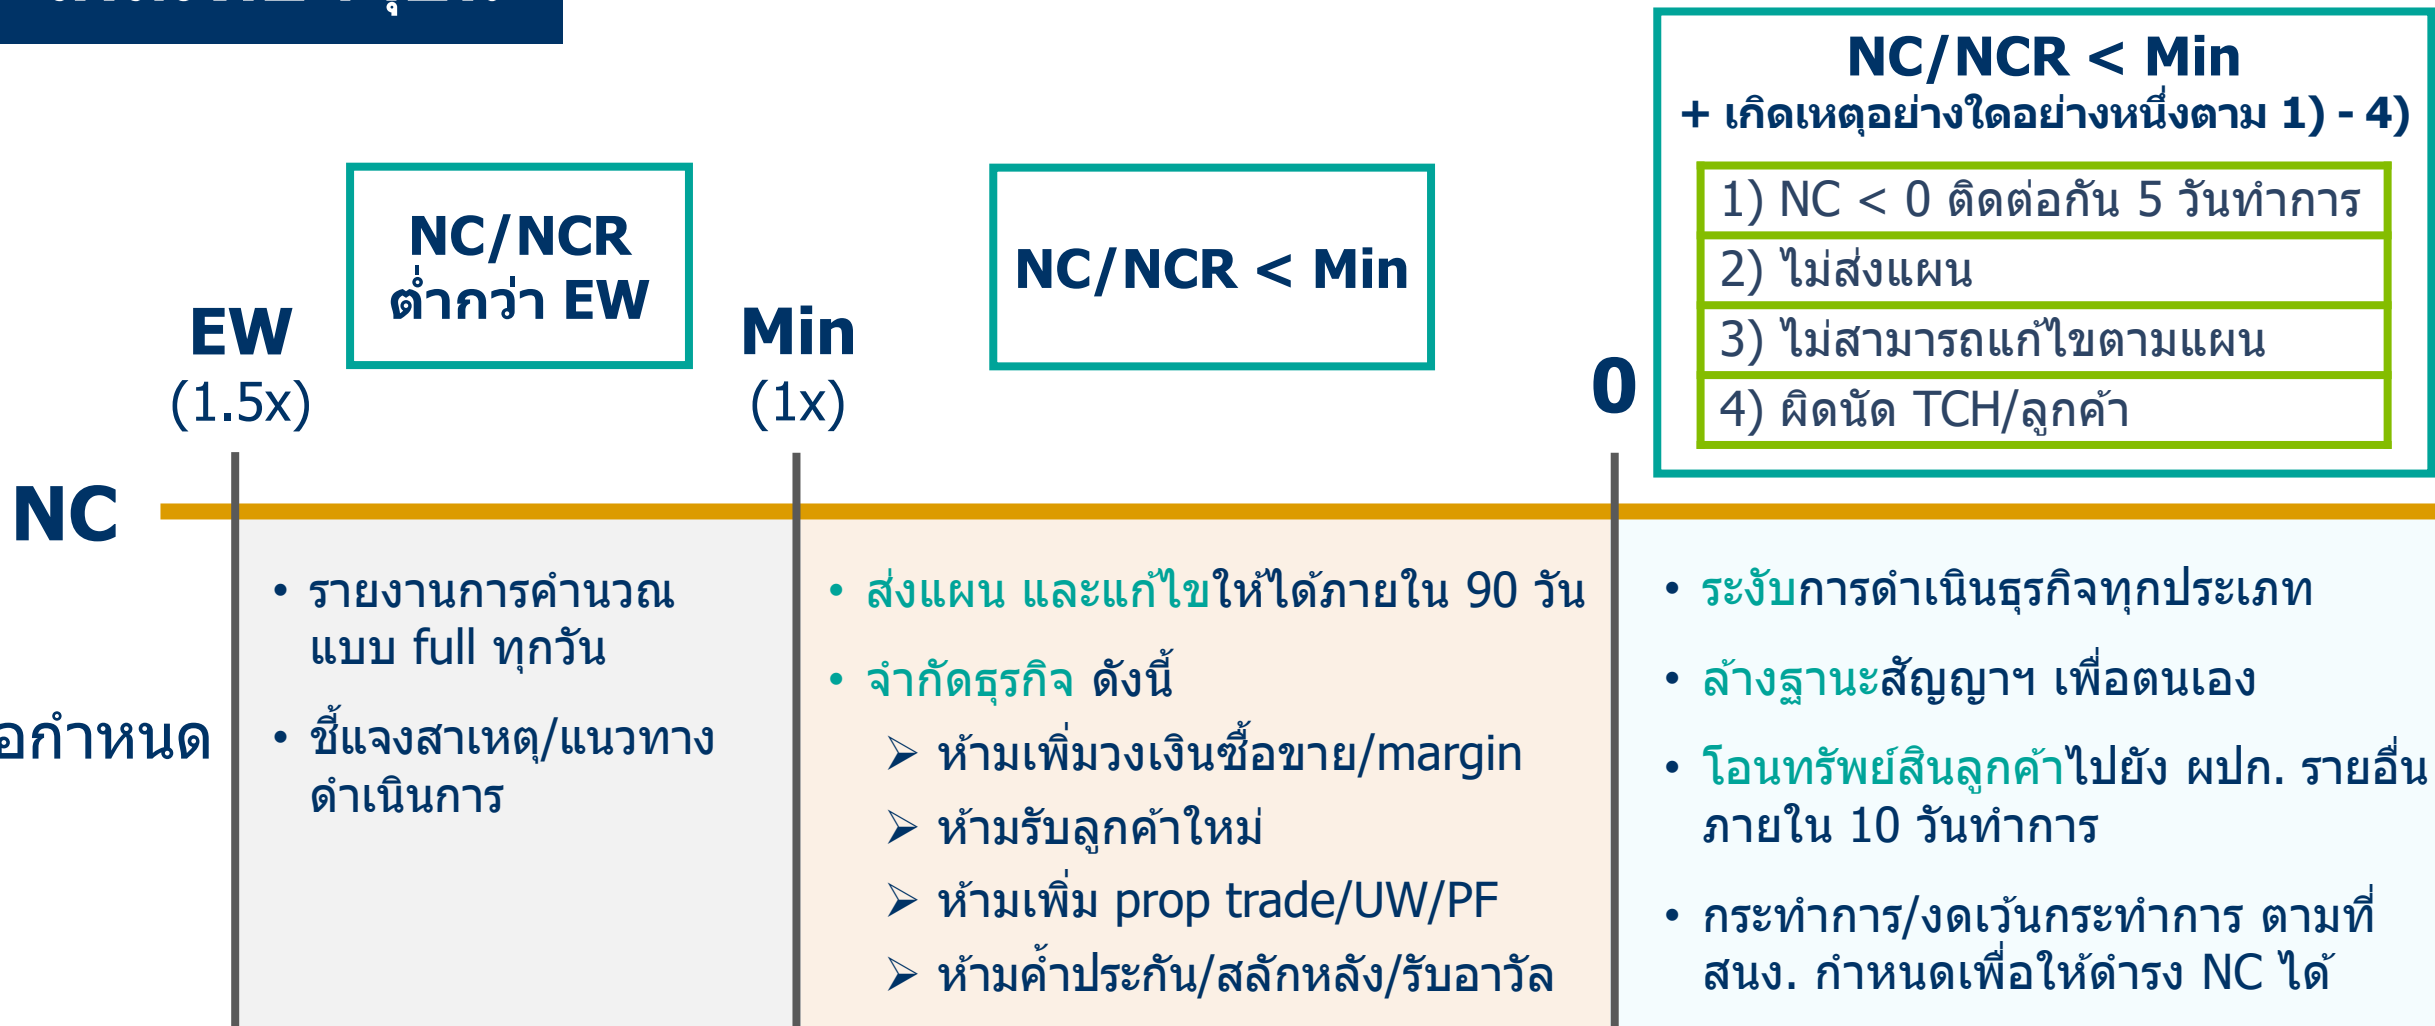 NC/NCR < Min
+ เกิดเหตุอย่างใดอย่างหนึ่งตาม 1) - 4)
1) NC < 0 ติดต่อกัน 5 วันทำการ
2) ไม่ส่งแผน
3) ไม่สามารถแก้ไขตามแผน
4) ผิดนัด TCH/ลูกค้า
NC/NCR
ต่ำกว่า EW
NC/NCR < Min
EW
(1.5x)
Min
(1x)
0
NC
อกำหนด
• รายงานการคำนวณ
แบบ full ทุกวัน
• ชี้แจงสาเหตุ/แนวทาง
ดำเนินการ
• ส่งแผน และแก้ไขให้ได้ภายใน 90 วัน
• จำกัดธุรกิจ ดังนี้
➢ ห้ามเพิ่มวงเงินซื้อขาย/margin
➢ ห้ามรับลูกค้าใหม่
➢ ห้ามเพิ่ม prop trade/UW/PF
➢ ห้ามค้ำประกัน/สลักหลัง/รับอาวัล
• ระงับการดำเนินธุรกิจทุกประเภท
• ล้างฐานะสัญญาฯ เพื่อตนเอง
• โอนทรัพย์สินลูกค้าไปยัง ผปก. รายอื่น
ภายใน 10 วันทำการ
• กระทำการ/งดเว้นกระทำการ ตามที่
สนง. กำหนดเพื่อให้ดำรง NC ได้